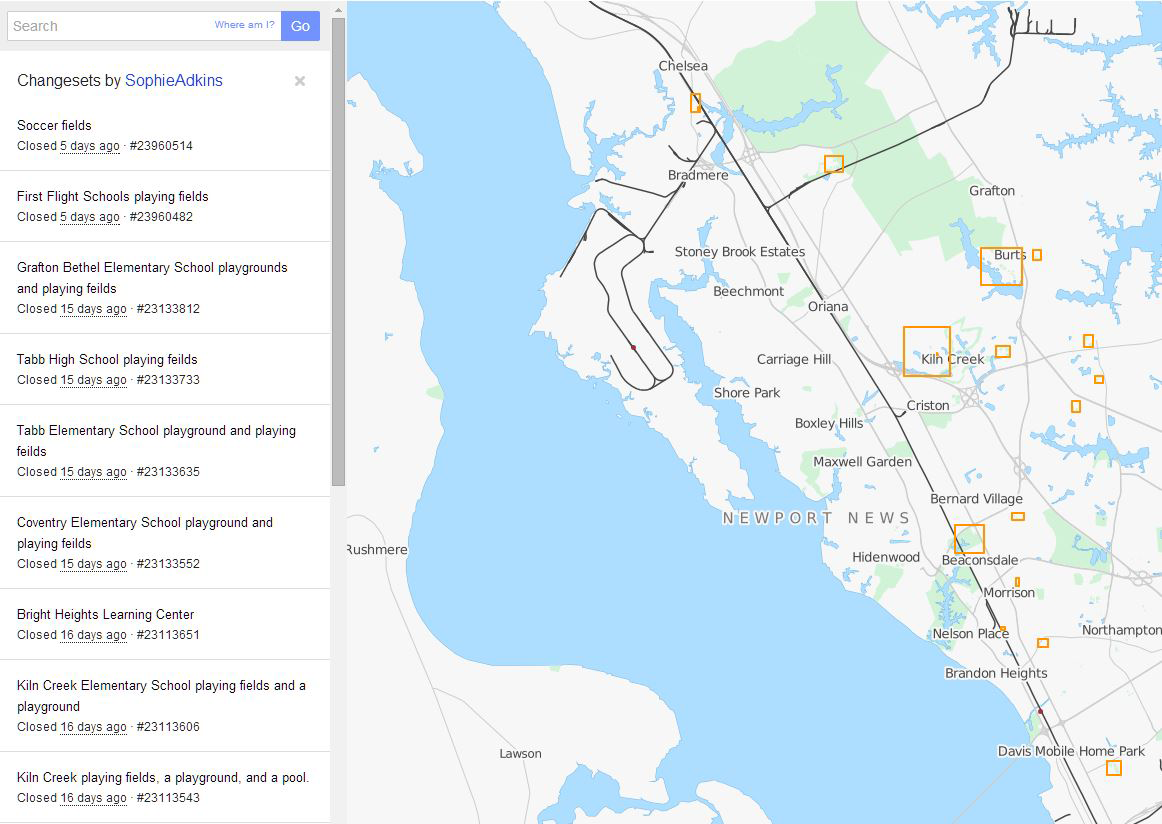 Search
Where am I?
Go
Changesets by SophieAdkins
×
Soccer fields
Closed 5 days ago · #23960514
First Flight Schools playing fields
Closed 5 days ago · #23960482
Grafton Bethel Elementary School playgrounds
and playing feilds
Closed 15 days ago · #23133812
Tabb High School playing feilds
Closed 15 days ago · #23133733
Tabb Elementary School playground and playing
feilds
Closed 15 days ago · #23133635
Coventry Elementary School playground and
playing feilds
Closed 15 days ago · #23133552
Bright Heights Learning Center
Closed 16 days ago · #23113651
Kiln Creek Elementary School playing fields and a
playground
Closed 16 days ago · #23113606
Kiln Creek playing fields, a playground, and a pool.
Closed 16 days ago · #23113543
Chelsea
Bradmere
Grafton
Stoney Brook Estates
Burts
Beechmont
Oriana
Carriage Hill
Kiln Creek
Shore Park
Criston
Boxley Hills
Maxwell Garden
Bernard Village
NEWPORT NEWS
Rushmere
Hidenwood
Beaconsdale
Morrison
Nelson Place
Northampton
Brandon Heights
Lawson
Davis Mobile Home Park